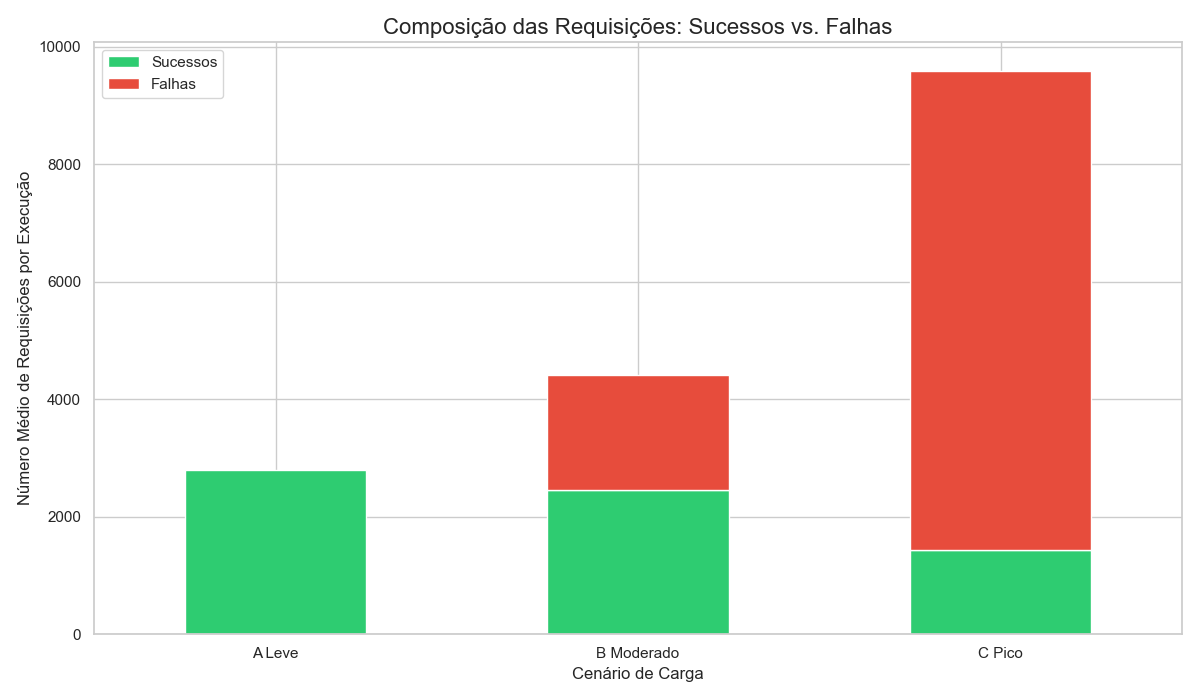 Composição das Requisições: Sucessos vs. Falhas
Sucessos
Falhas
Número Médio de Requisições por Execução
10000
8000
6000
4000
2000
0
A Leve
B Moderado
C Pico
Cenário de Carga